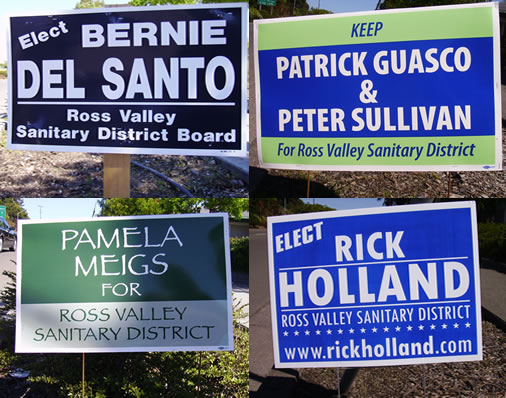 Elect BERNIE
DEL SANTO
Ross Valley
Sanitary District Board
KEEP
PATRICK GUASCO
&
PETER SULLIVAN
For Ross Valley Sanitary District
PAMELA
MEIGS
FOR
ROSS VALLEY
SANITARY DISTRICT
ELECT
RICK
HOLLAND
ROSS VALLEY SANITARY DISTRICT
www.rickholland.com